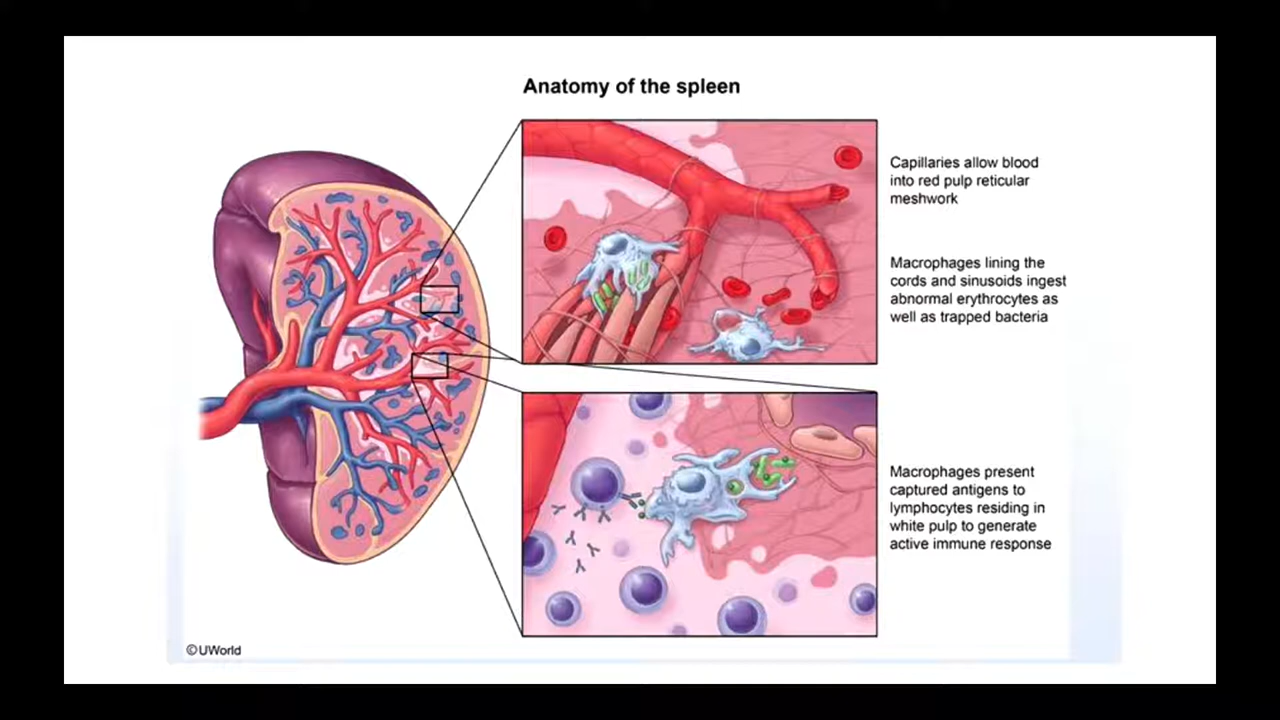 Anatomy of the spleen
Capillaries allow blood
into red pulp reticular
meshwork
Macrophages lining the
cords and sinusoids ingest
abnormal erythrocytes as
well as trapped bacteria
Macrophages present
captured antigens to
lymphocytes residing in
white pulp to generate
active immune response
©UWorld